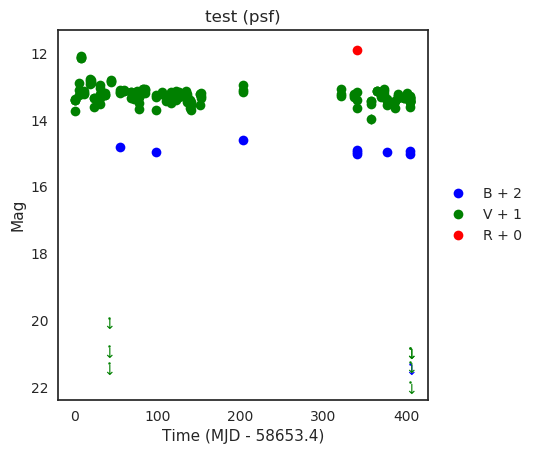 test (psf)
12
14
16
18
20
22
Mag
0
100
200
300
400
Time (MJD - 58653.4)
B + 2
V + 1
R + 0